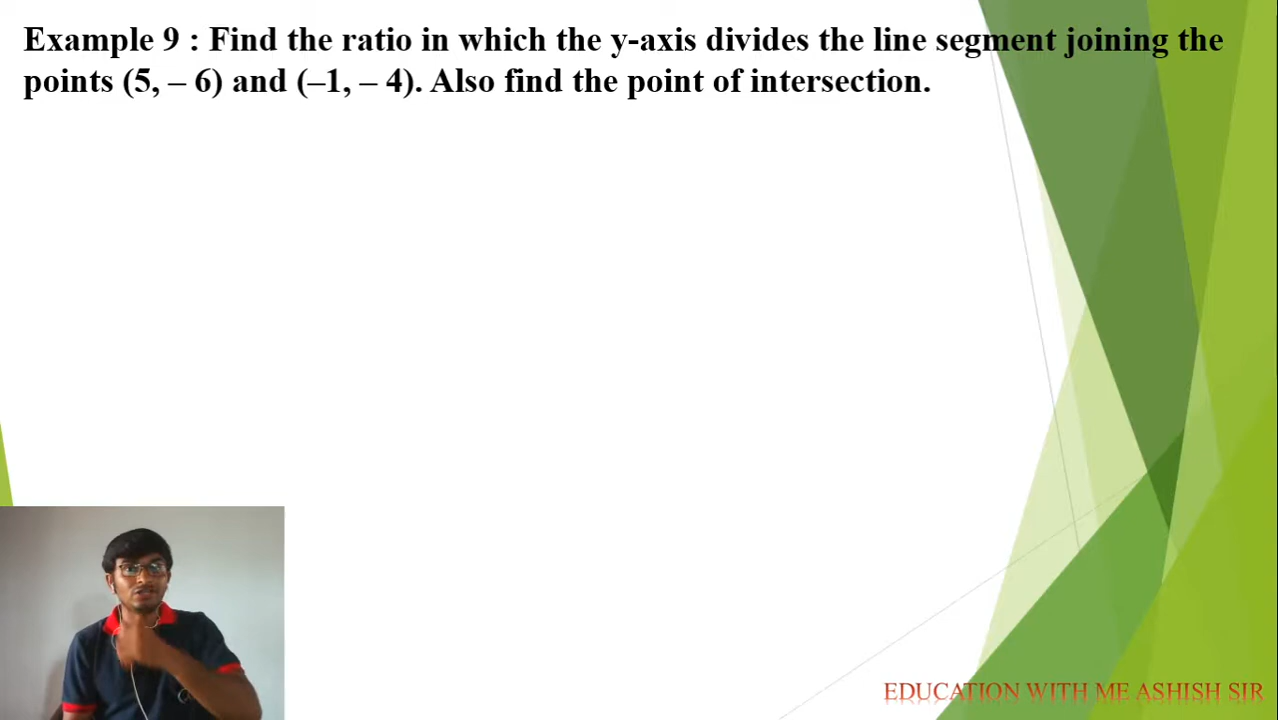 Example 9 : Find the ratio in which the y-axis divides the line segment joining the
points (5, – 6) and (–1, – 4). Also find the point of intersection.
EDUCATION WITH ME ASHISH SIR